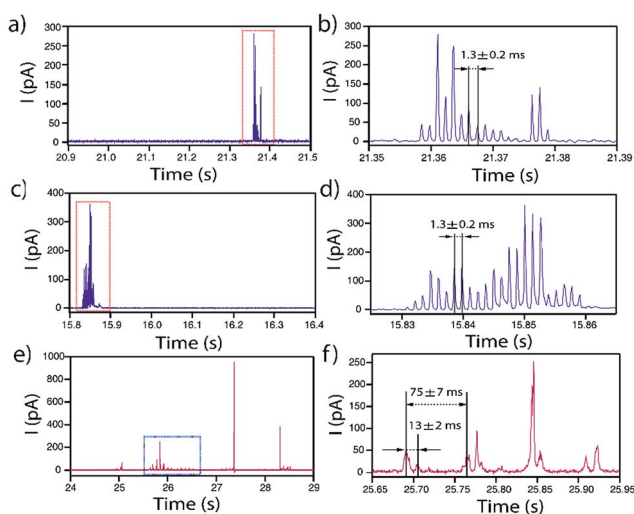 a)
I (pA)
300
250
200
150
100
50
0
20.9 21.0 21.1 21.2 21.3 21.4 21.5
Time (s)
b)
I (pA)
300
250
200
150
100
50
0
1.3±0.2 ms
21.35 21.36 21.37 21.38 21.39
Time (s)
c)
I (pA)
400
300
200
100
0
15.8 15.9 16.0 16.1 16.2 16.3 16.4
Time (s)
d)
I (pA)
400
300
200
100
0
1.3±0.2 ms
15.83 15.84 15.85 15.86
Time (s)
e)
I (pA)
1000
800
600
400
200
0
24 25 26 27 28 29
Time (s)
f)
I (pA)
250
200
150
100
50
0
75±7 ms
13±2 ms
25.65 25.70 25.75 25.80 25.85 25.90 25.95
Time (s)